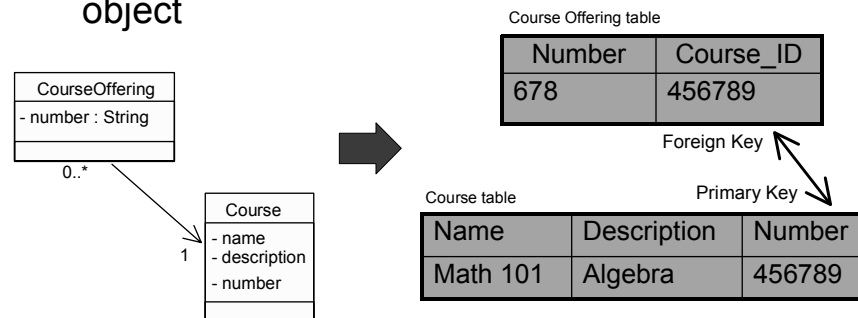 object
CourseOffering
- number : String
0..*
1
Course
- name
- description
- number
Course Offering table
Number Course_ID
678 456789
Foreign Key
Primary Key
Course table
Name Description Number
Math 101 Algebra 456789